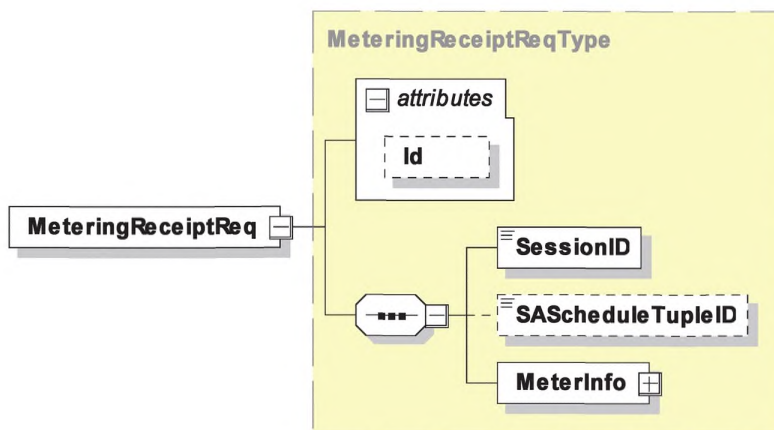 MeteringReceiptReqType
attributes
Id
MeteringReceiptReq
SessionID
SAScheduleTupleID
MeterInfo